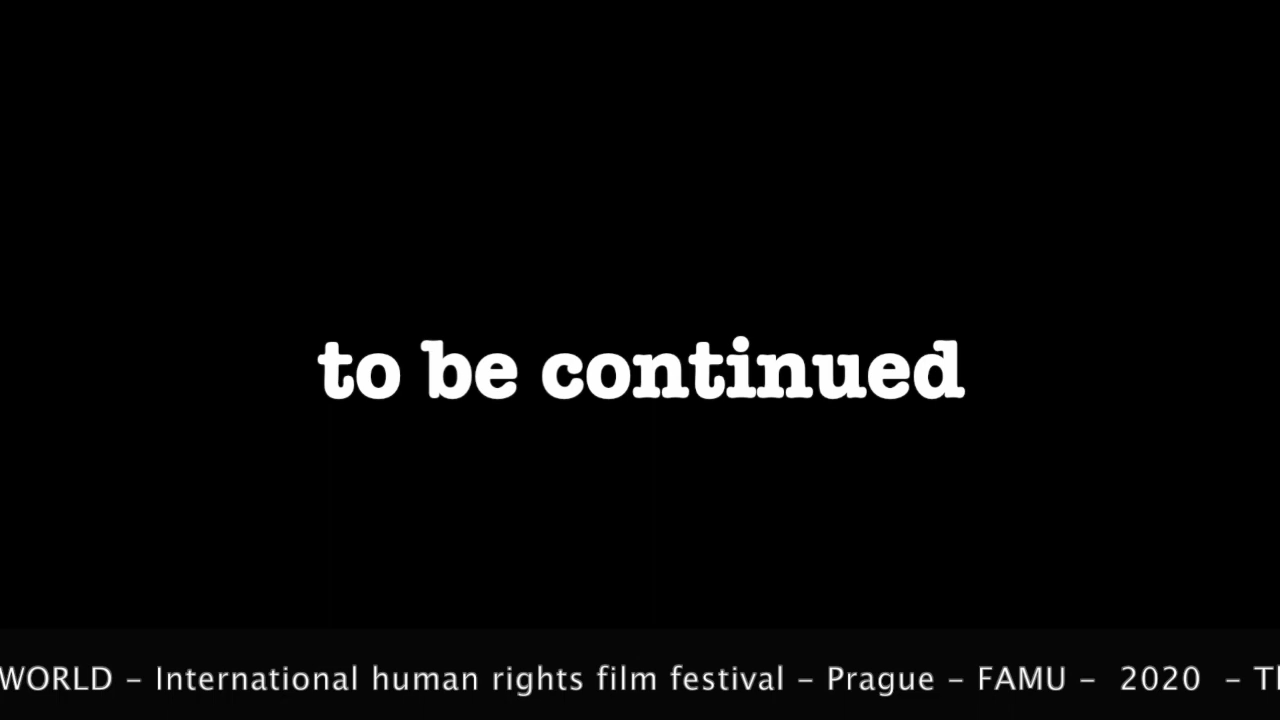 to be continued
WORLD – International human rights film festival – Prague – FAMU – 2020 –